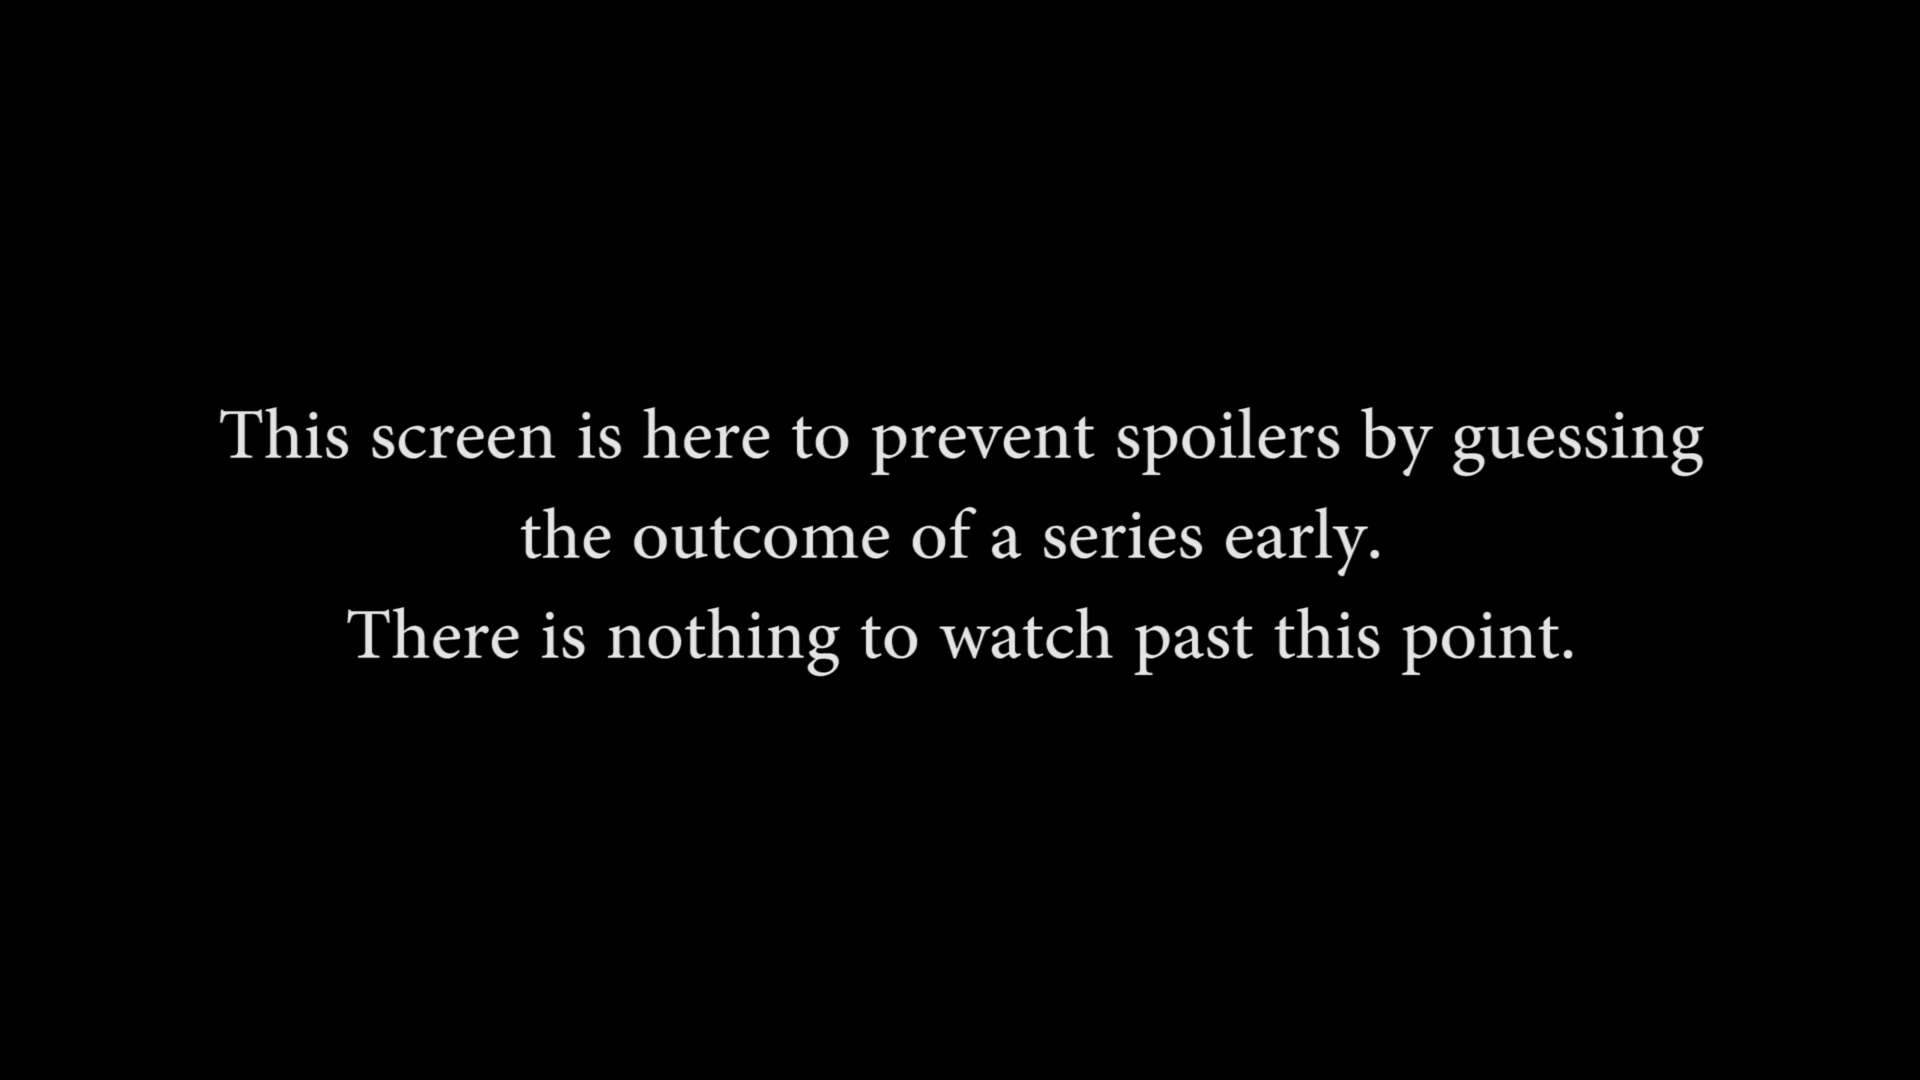 This screen is here to prevent spoilers by guessing
the outcome of a series early.
There is nothing to watch past this point.